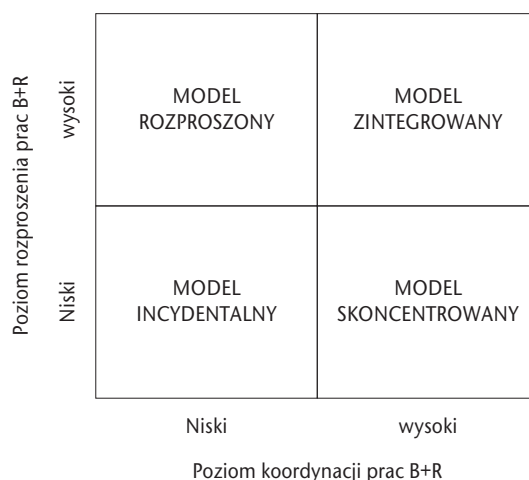 Poziom rozproszenia prac B+R
wysoki
Niski
MODEL
ROZPROSZONY
MODEL
ZINTEGROWANY
MODEL
INCYDENTALNY
MODEL
SKONCENTROWANY
Niski
wysoki
Poziom koordynacji prac B+R